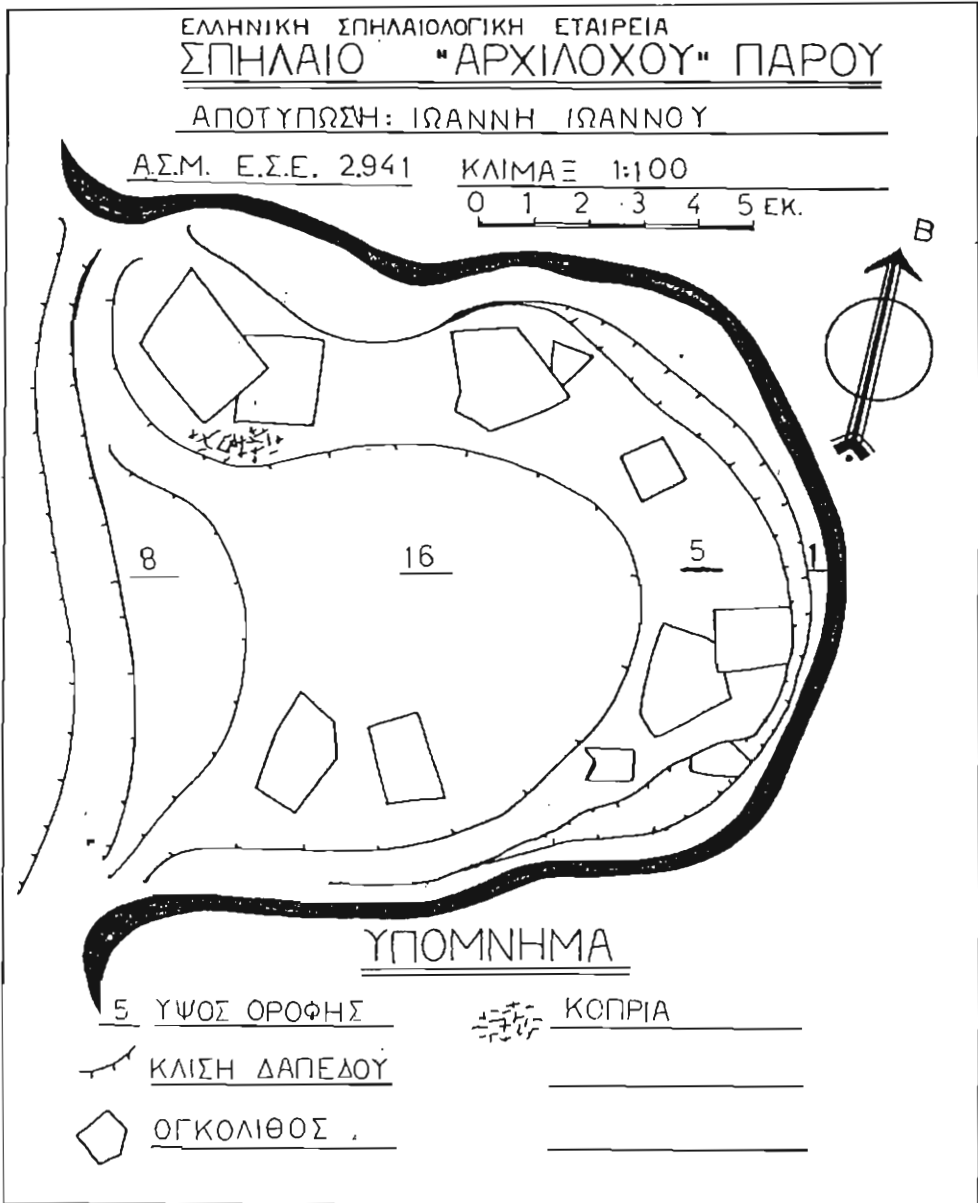 ΕΛΛΗΝΙΚΗ ΣΠΗΛΑΙΟΛΟΓΙΚΗ ΕΤΑΙΡΕΙΑ
ΣΠΗΛΑΙΟ "ΑΡΧΙΛΟΧΟΥ" ΠΑΡΟΥ
ΑΠΟΤΥΠΩΣΗ: ΙΩΑΝΝΗ ΙΩΑΝΝΟΥ
Α.Σ.Μ. Ε.Σ.Ε. 2.941 ΚΛΙΜΑΞ 1:100
0 1 2 3 4 5 ΕΚ.
Β
8 16 5 1
ΥΠΟΜΝΗΜΑ
5 ΥΨΟΣ ΟΡΟΦΗΣ
ΚΟΠΡΙΑ
ΚΛΙΣΗ ΔΑΠΕΔΟΥ
ΟΓΚΟΛΙΘΟΣ